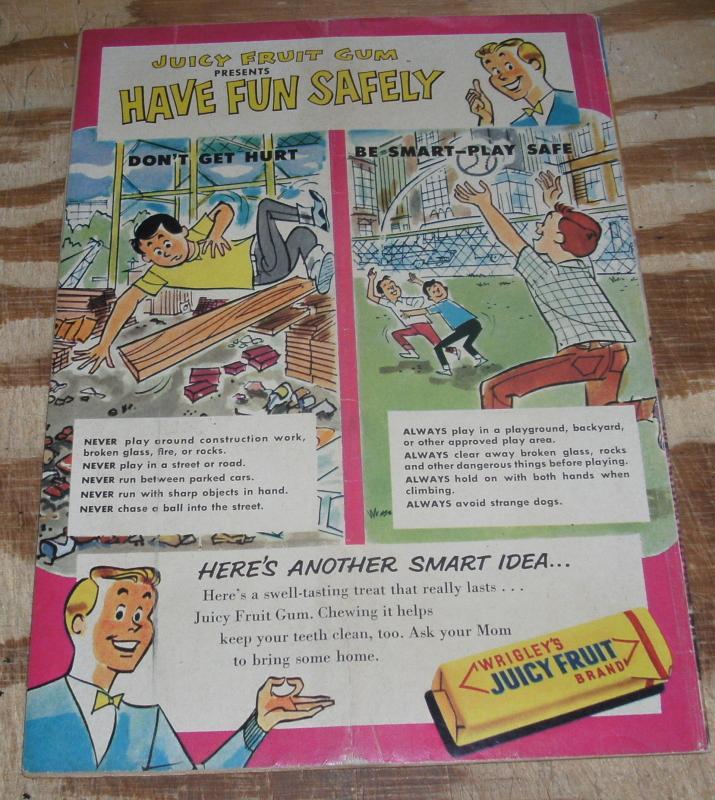 JUICY FRUIT GUM
PRESENTS
HAVE FUN SAFELY
DON'T GET HURT
NEVER play around construction work,
broken glass, fire, or rocks.
NEVER play in a street or road.
NEVER run between parked cars.
NEVER run with sharp objects in hand.
NEVER chase a ball into the street.
BE SMART–PLAY SAFE
ALWAYS play in a playground, backyard,
or other approved play area.
ALWAYS clear away broken glass, rocks
and other dangerous things before playing.
ALWAYS hold on with both hands when
climbing.
ALWAYS avoid strange dogs.
HERE'S ANOTHER SMART IDEA...
Here's a swell-tasting treat that really lasts . . .
Juicy Fruit Gum. Chewing it helps
keep your teeth clean, too. Ask your Mom
to bring some home.
WRIGLEY'S
JUICY FRUIT
BRAND